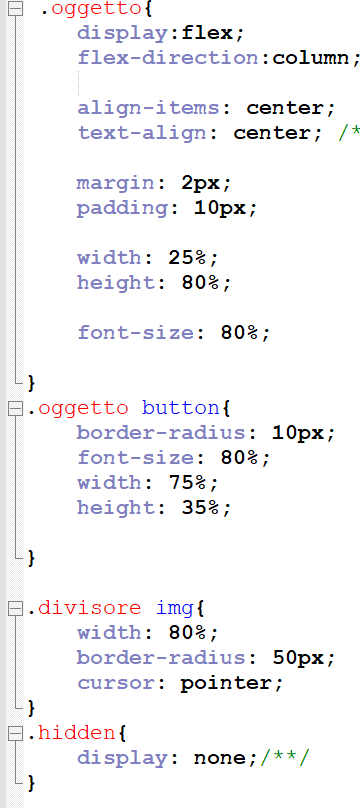 .oggetto{
display:flex;
flex-direction:column;
align-items: center;
text-align: center; /*
margin: 2px;
padding: 10px;
width: 25%;
height: 80%;
font-size: 80%;
}
.oggetto button{
border-radius: 10px;
font-size: 80%;
width: 75%;
height: 35%;
}
.divisore img{
width: 80%;
border-radius: 50px;
cursor: pointer;
}
.hidden{
display: none;/**/
}